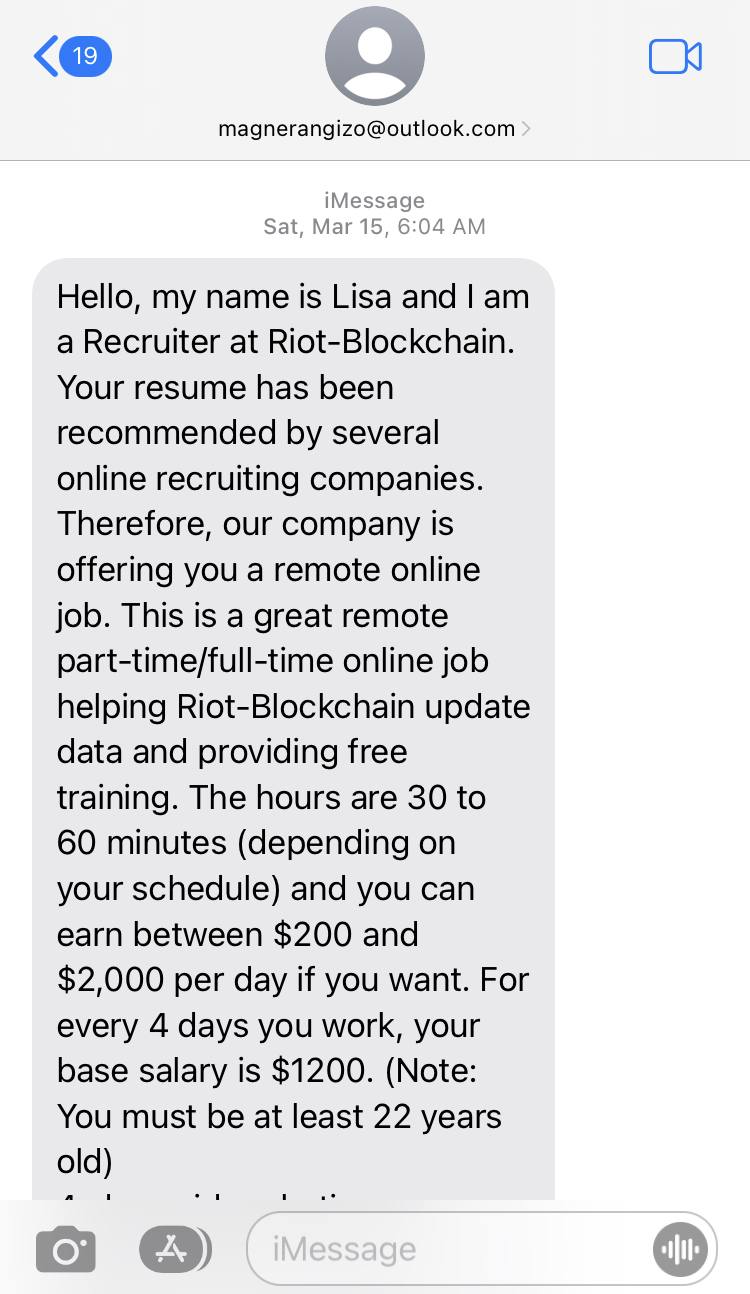 19
magnerangizo@outlook.com
iMessage
Sat, Mar 15, 6:04 AM
Hello, my name is Lisa and I am
a Recruiter at Riot-Blockchain.
Your resume has been
recommended by several
online recruiting companies.
Therefore, our company is
offering you a remote online
job. This is a great remote
part-time/full-time online job
helping Riot-Blockchain update
data and providing free
training. The hours are 30 to
60 minutes (depending on
your schedule) and you can
earn between $200 and
$2,000 per day if you want. For
every 4 days you work, your
base salary is $1200. (Note:
You must be at least 22 years
old)
iMessage